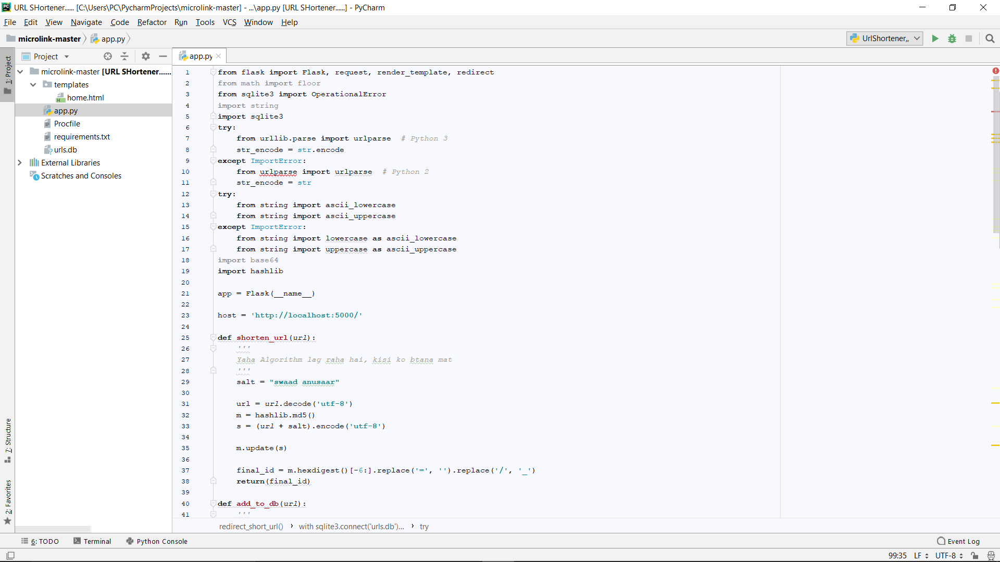 URL SHortener...... [C:\Users\PC\PycharmProjects\microlink-master] - ...\app.py [URL SHortener......] - PyCharm
File Edit View Navigate Code Refactor Run Tools VCS Window Help
microlink-master app.py UrlShortener,,
1: Project
Project
app.py
microlink-master [URL SHortener......
templates
home.html
app.py
Procfile
requirements.txt
urls.db
External Libraries
Scratches and Consoles
7: Structure
2: Favorites
1 from flask import Flask, request, render_template, redirect
2 from math import floor
3 from sqlite3 import OperationalError
4 import string
5 import sqlite3
6 try:
7     from urllib.parse import urlparse  # Python 3
8     str_encode = str.encode
9 except ImportError:
10     from urlparse import urlparse  # Python 2
11     str_encode = str
12 try:
13     from string import ascii_lowercase
14     from string import ascii_uppercase
15 except ImportError:
16     from string import lowercase as ascii_lowercase
17     from string import uppercase as ascii_uppercase
18 import base64
19 import hashlib
20
21 app = Flask(__name__)
22
23 host = 'http://localhost:5000/'
24
25 def shorten_url(url):
26     '''
27     Yaha Algorithm lag raha hai, kisi ko btana mat
28     '''
29     salt = "swaad anusaar"
30
31     url = url.decode('utf-8')
32     m = hashlib.md5()
33     s = (url + salt).encode('utf-8')
34
35     m.update(s)
36
37     final_id = m.hexdigest()[-6:].replace('=', '').replace('/', '_')
38     return(final_id)
39
40 def add_to_db(url):
41     '''
redirect_short_url() › with sqlite3.connect('urls.db')... › try
6: TODO Terminal Python Console Event Log
99:35 LF UTF-8